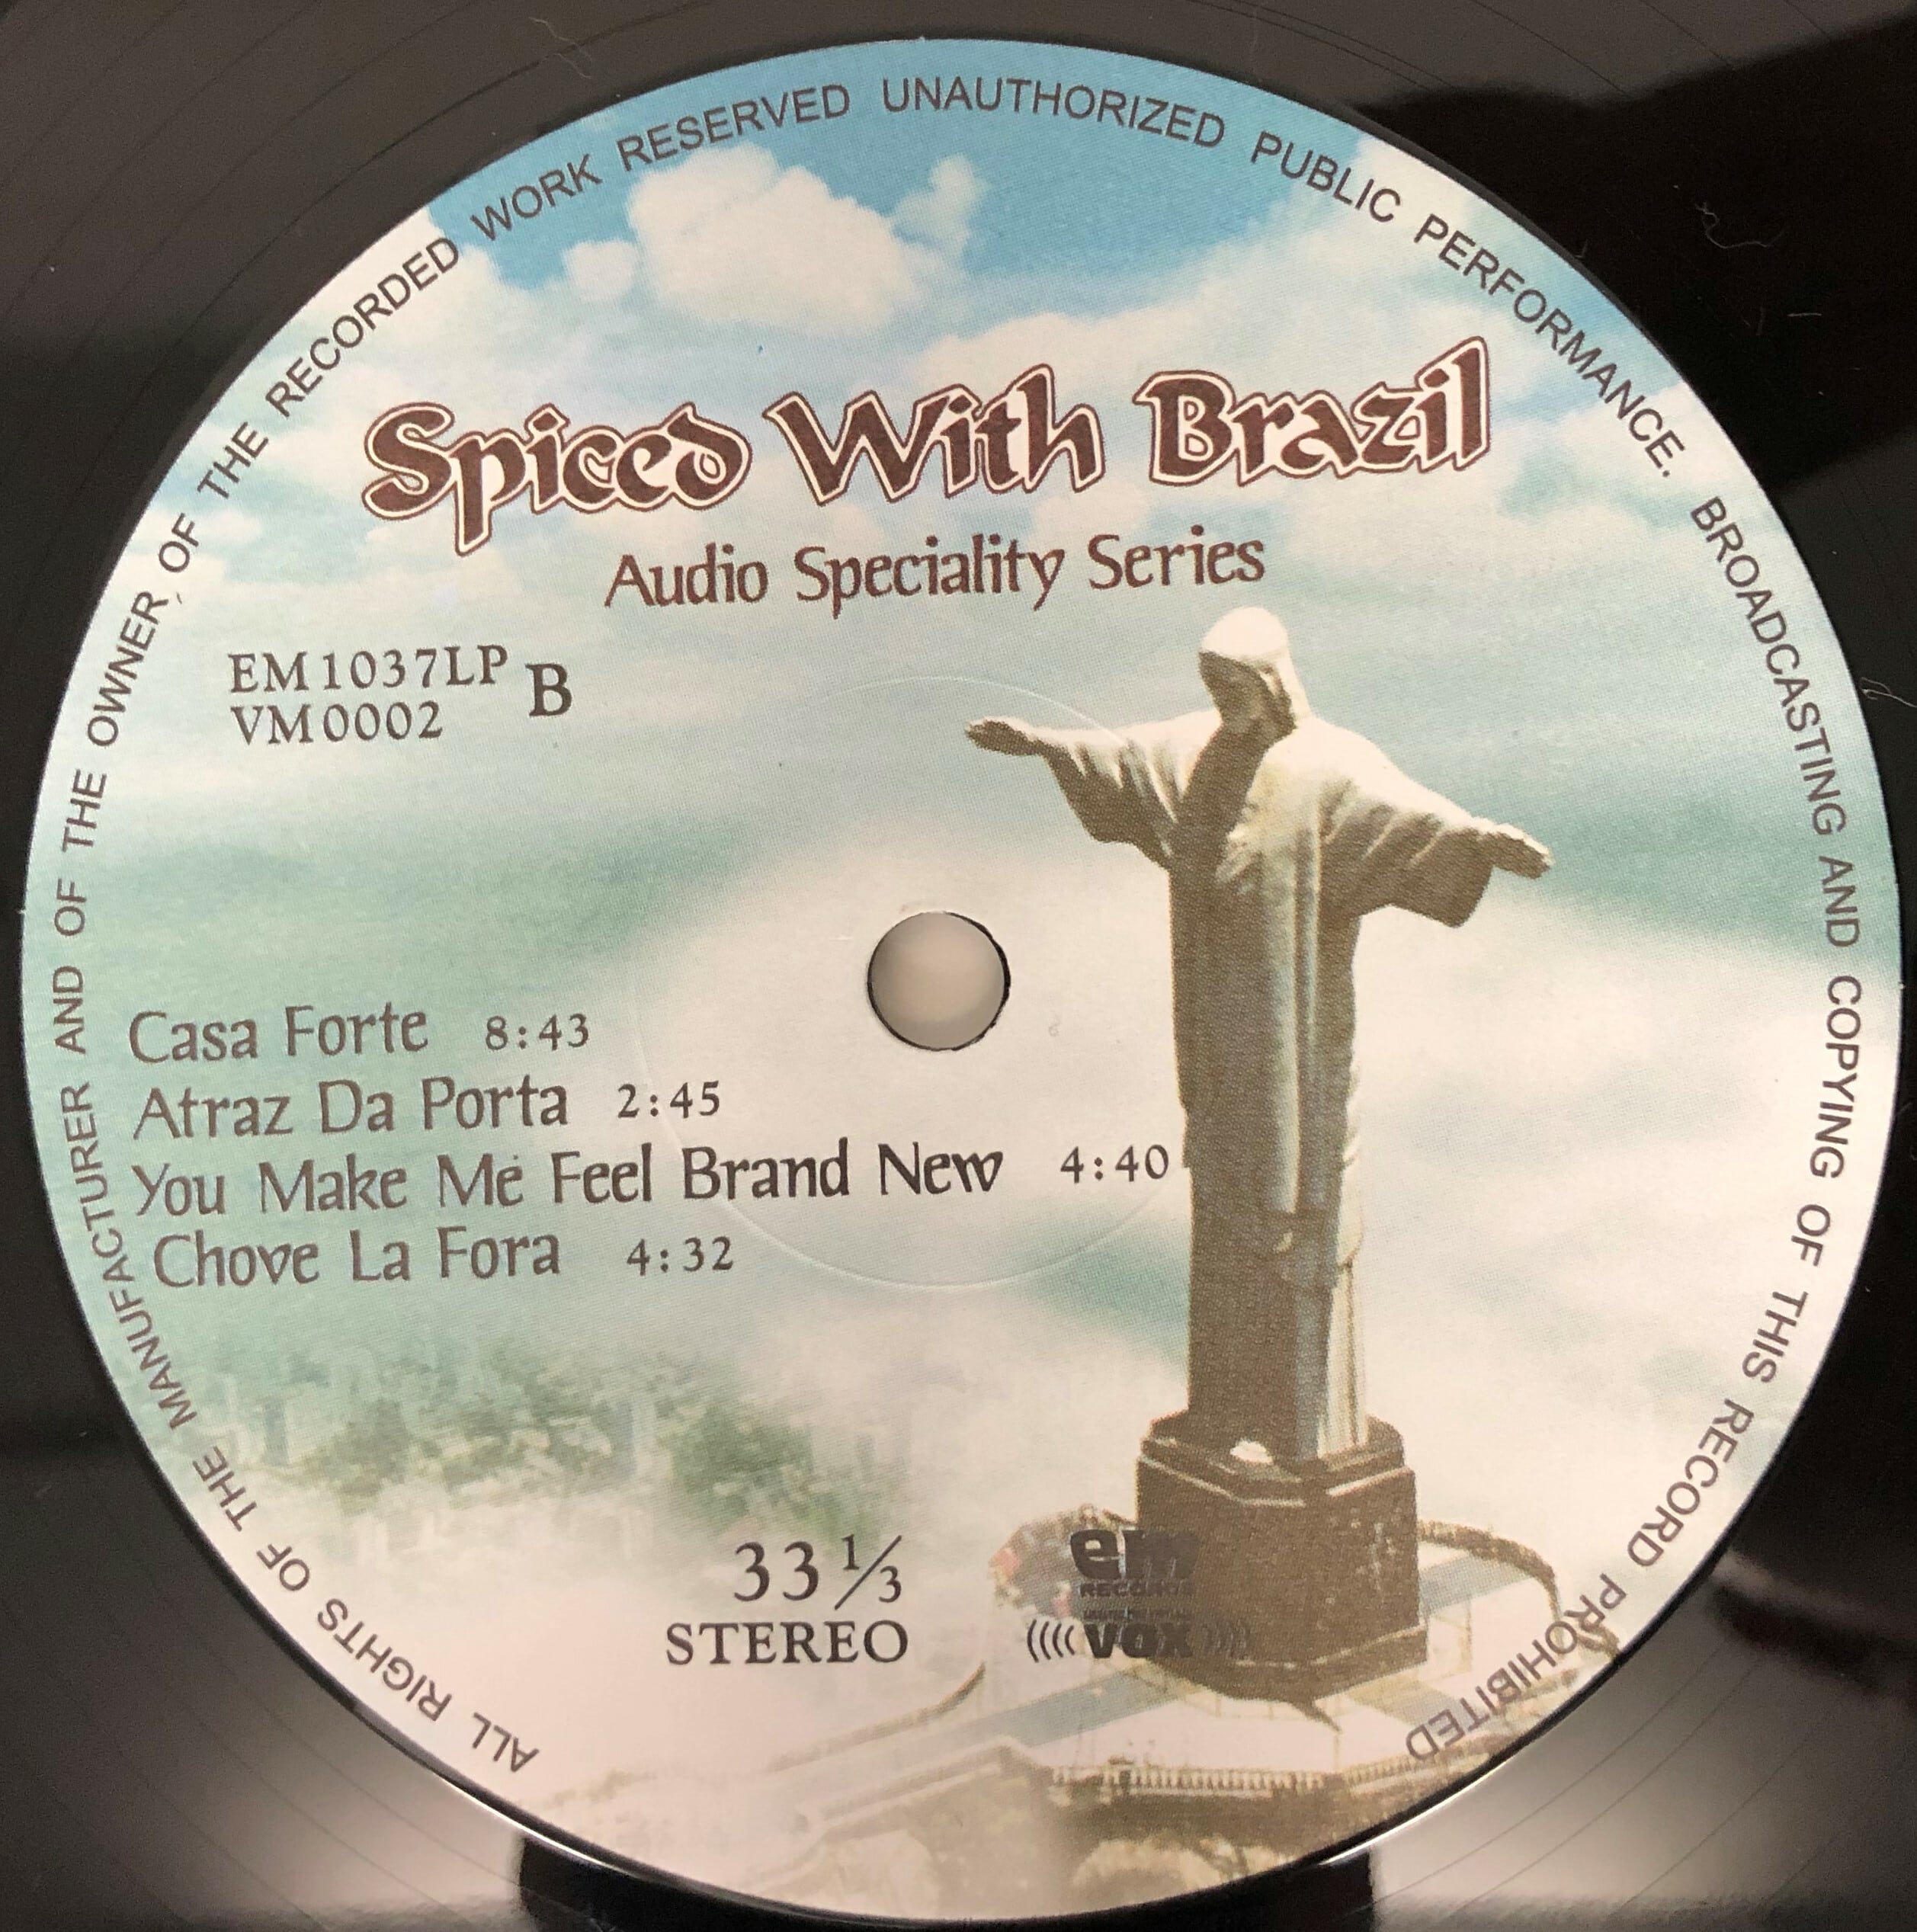 ALL RIGHTS OF THE MANUFACTURER AND OF THE OWNER OF THE RECORDED WORK RESERVED UNAUTHORIZED PUBLIC PERFORMANCE. BROADCASTING AND COPYING OF THIS RECORD PROHIBITED
Spiced With Brazil
Audio Speciality Series
EM1037LP B
VM0002
Casa Forte 8:43
Atraz Da Porta 2:45
You Make Me Feel Brand New 4:40
Chove La Fora 4:32
33 1/3
STEREO
em
RECORDS
((((VOX))))